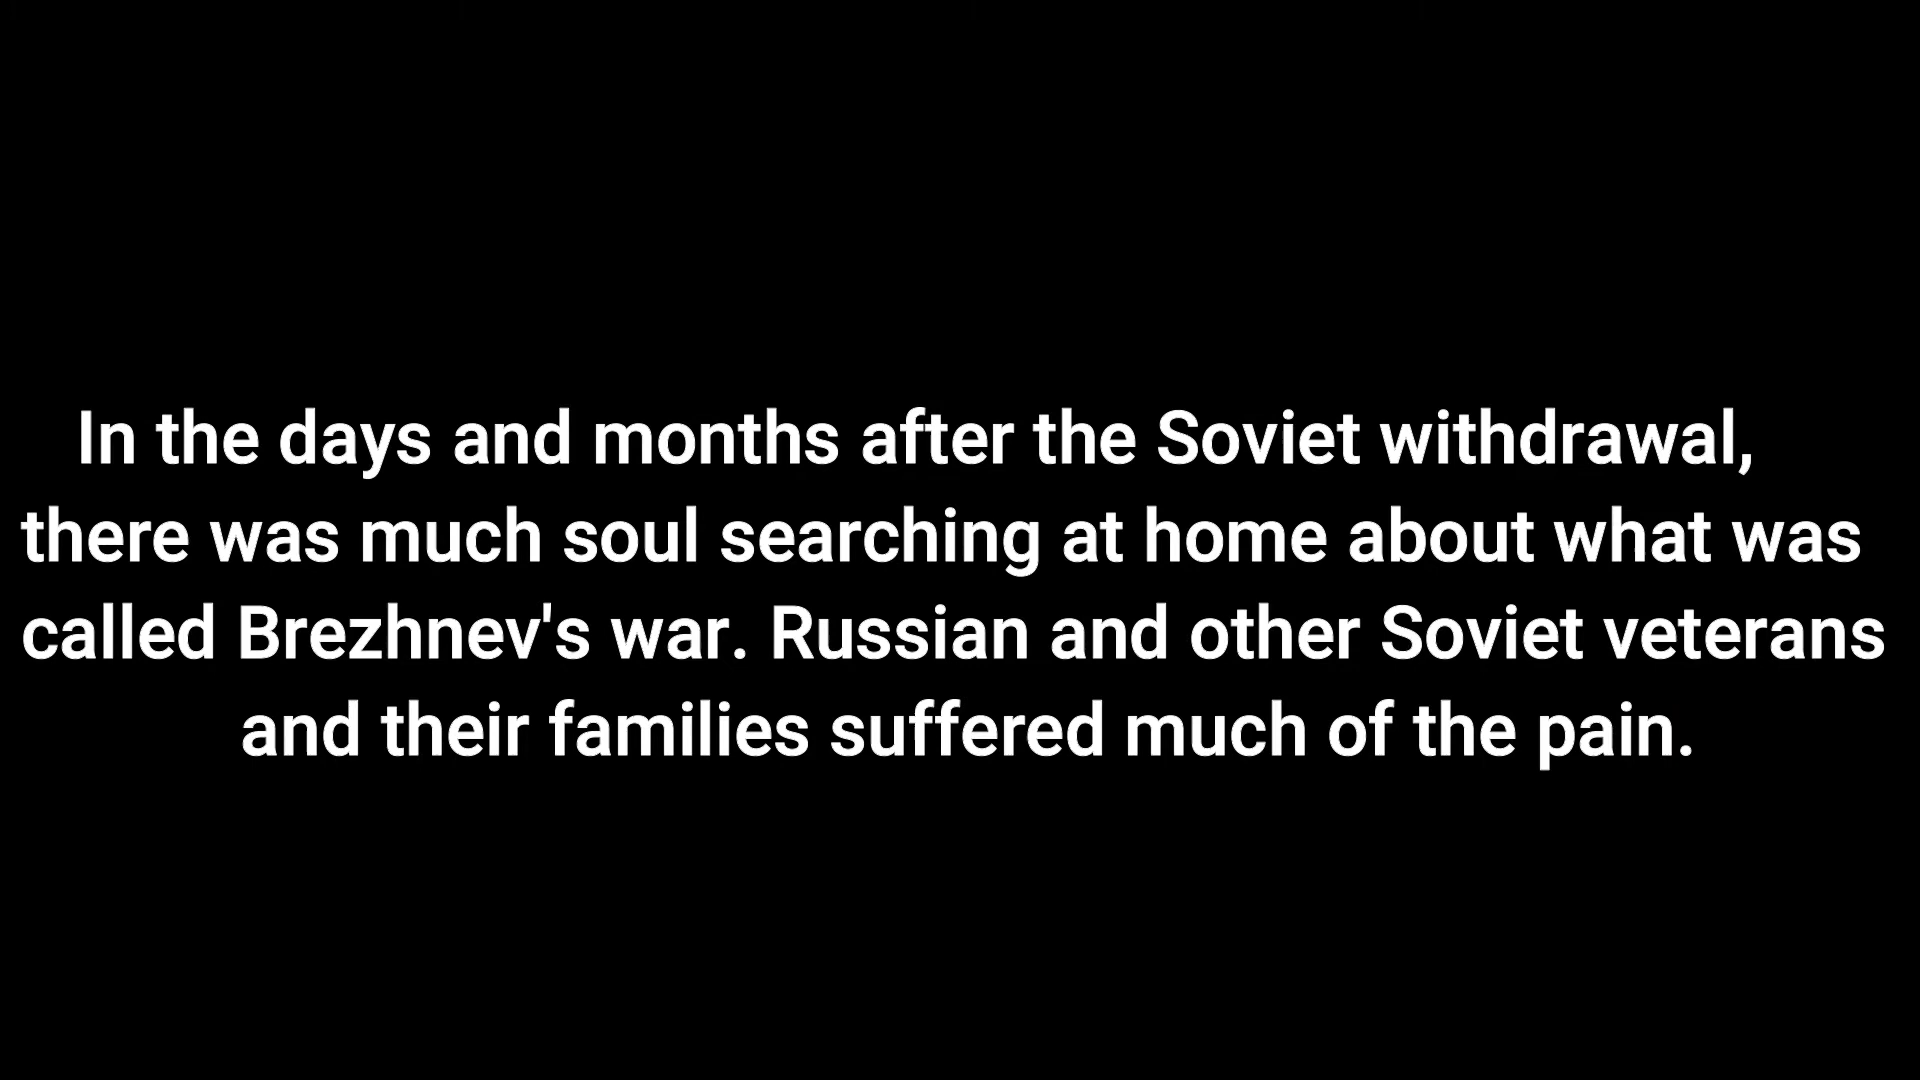 In the days and months after the Soviet withdrawal,
there was much soul searching at home about what was
called Brezhnev's war. Russian and other Soviet veterans
and their families suffered much of the pain.